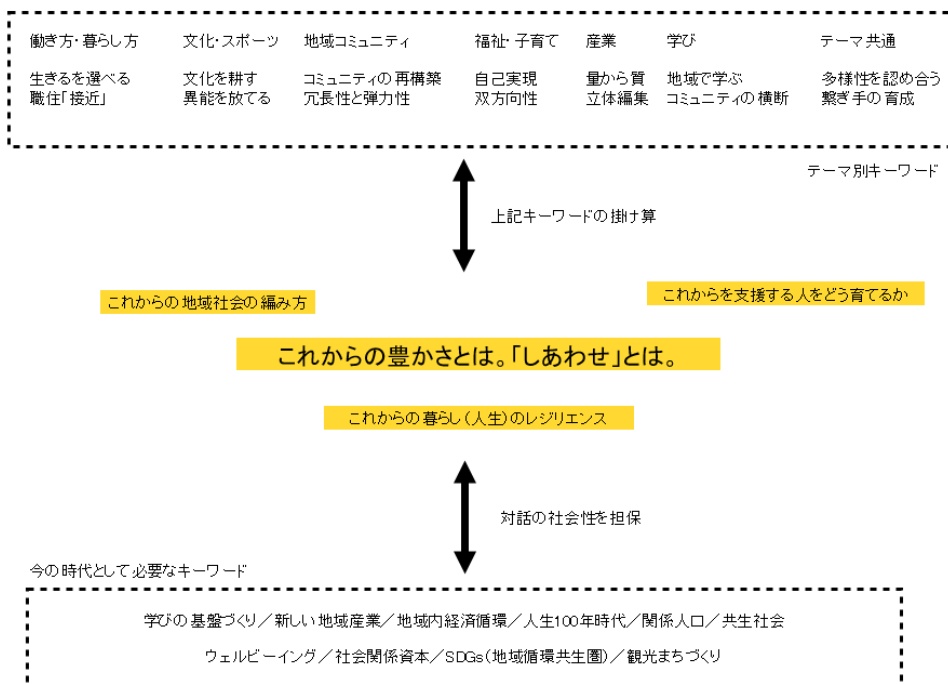 働き方・暮らし方 文化・スポーツ 地域コミュニティ 福祉・子育て 産業 学び テーマ共通
生きるを選べる 文化を耕す コミュニティの再構築 自己実現 量から質 地域で学ぶ 多様性を認め合う
職住「接近」 異能を放てる 冗長性と弾力性 双方向性 立体編集 コミュニティの横断 繋ぎ手の育成
テーマ別キーワード
上記キーワードの掛け算
これからの地域社会の編み方 これからを支援する人をどう育てるか
これからの豊かさとは。「しあわせ」とは。
これからの暮らし（人生）のレジリエンス
対話の社会性を担保
今の時代として必要なキーワード
学びの基盤づくり／新しい地域産業／地域内経済循環／人生100年時代／関係人口／共生社会
ウェルビーイング／社会関係資本／SDGs（地域循環共生圏）／観光まちづくり